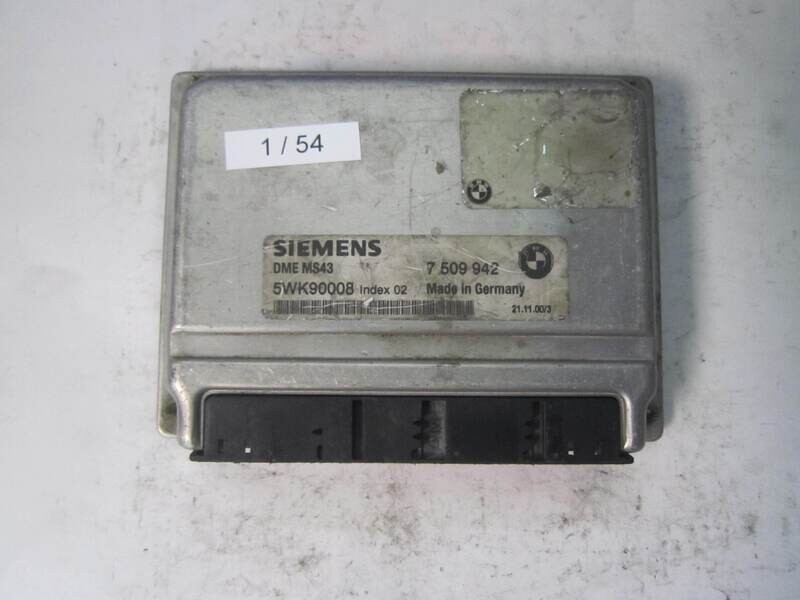 1 / 54
SIEMENS
DME MS43 7 509 942
5WK90008 Index 02 Made in Germany
21.11.00/3